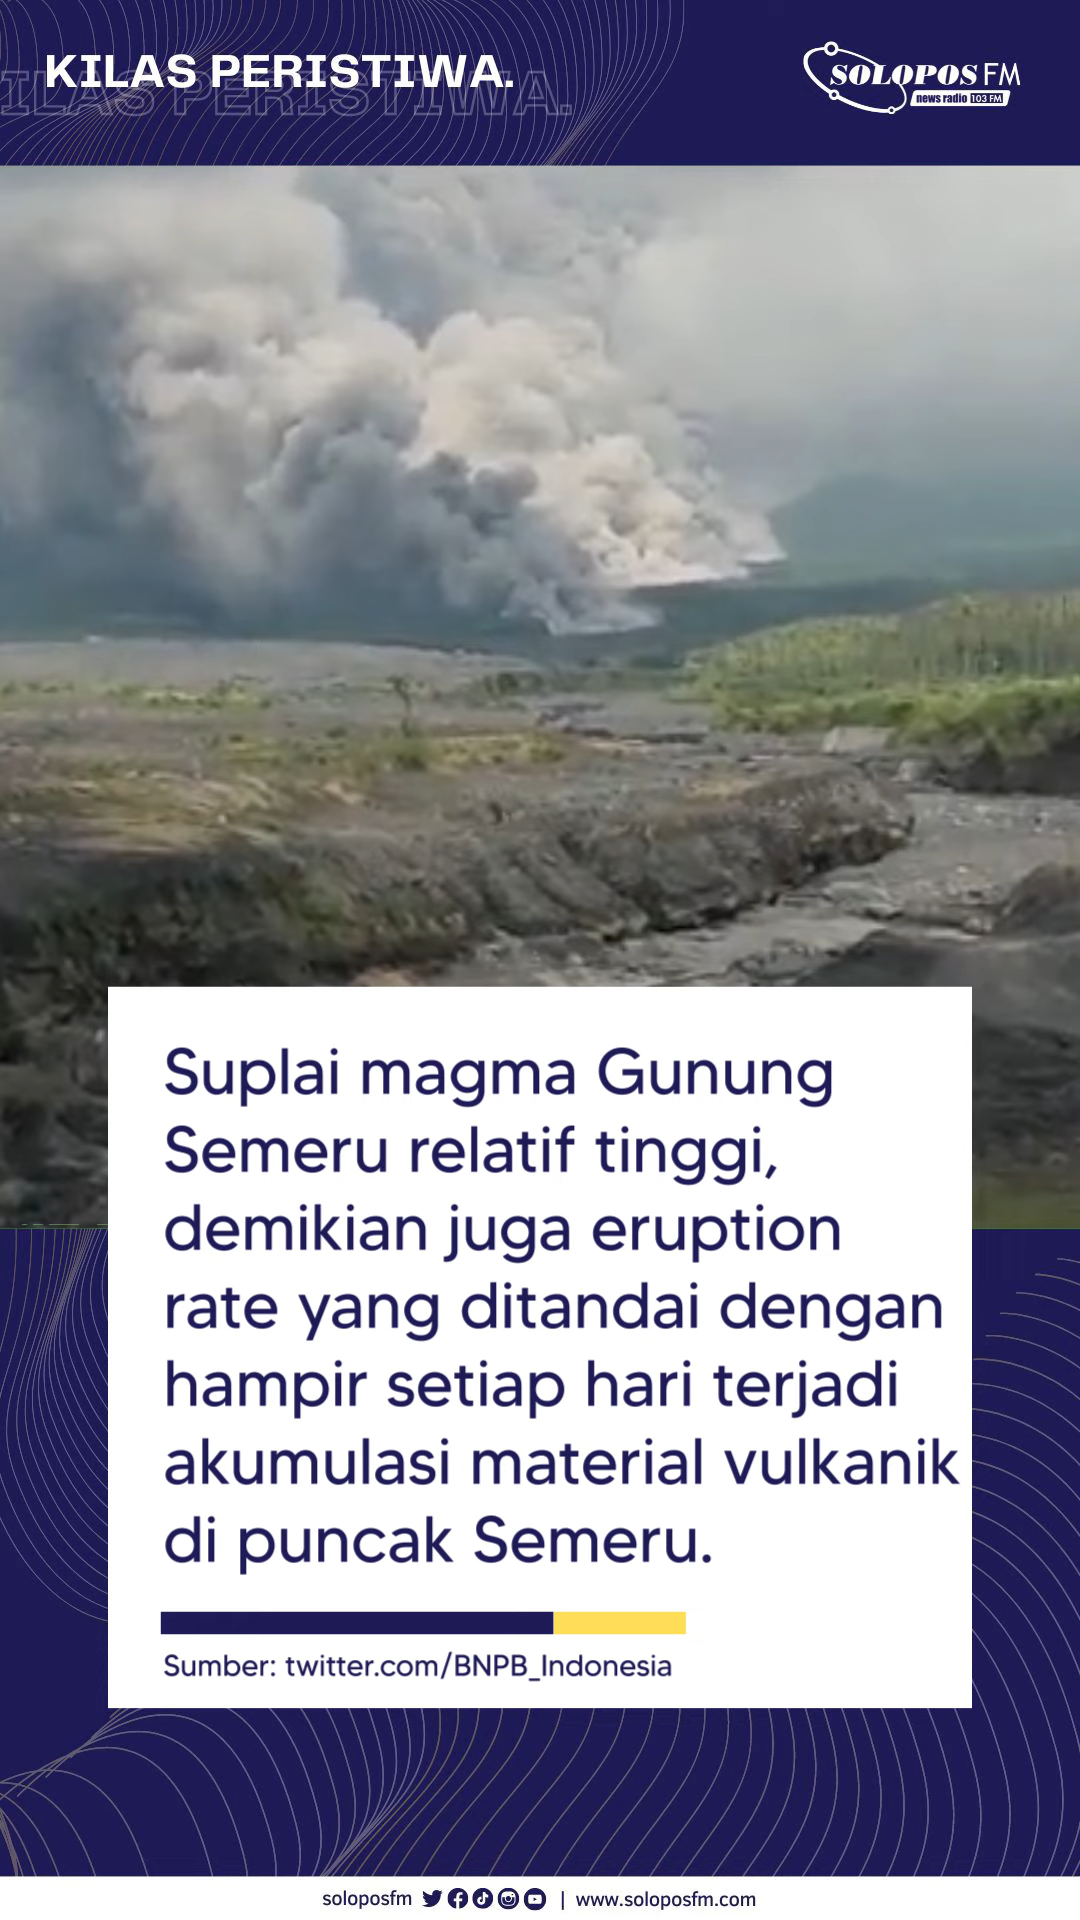 KILAS PERISTIWA.
ILAS PERISTIWA.
SOLOPOS FM
news radio 103 FM
Suplai magma Gunung
Semeru relatif tinggi,
demikian juga eruption
rate yang ditandai dengan
hampir setiap hari terjadi
akumulasi material vulkanik
di puncak Semeru.
Sumber: twitter.com/BNPB_Indonesia
soloposfm | www.soloposfm.com